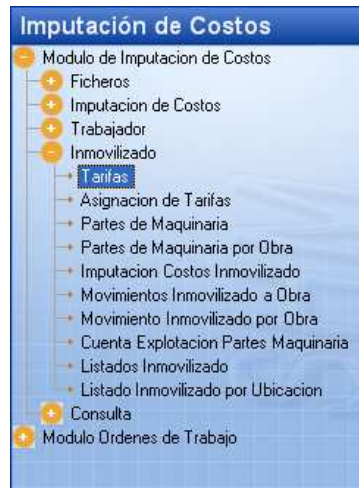 Imputación de Costos
Modulo de Imputacion de Costos
Ficheros
Imputacion de Costos
Trabajador
Inmovilizado
Tarifas
Asignacion de Tarifas
Partes de Maquinaria
Partes de Maquinaria por Obra
Imputacion Costos Inmovilizado
Movimientos Inmovilizado a Obra
Movimiento Inmovilizado por Obra
Cuenta Explotacion Partes Maquinaria
Listados Inmovilizado
Listado Inmovilizado por Ubicacion
Consulta
Modulo Ordenes de Trabajo